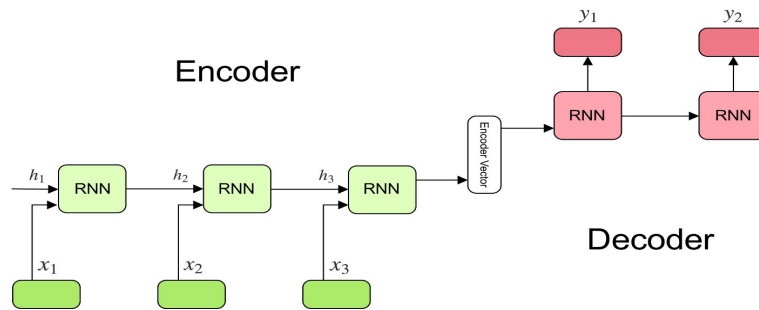 y₁
y₂
Encoder
RNN
RNN
Encoder Vector
h₁
RNN
h₂
RNN
h₃
RNN
Decoder
x₁
x₂
x₃